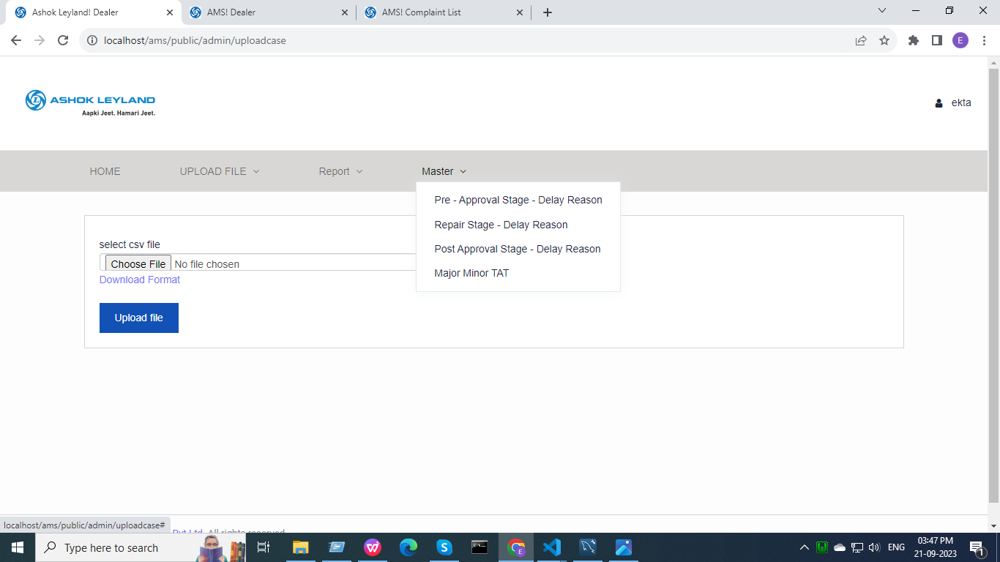 Ashok Leyland! Dealer
AMS! Dealer
AMS! Complaint List
localhost/ams/public/admin/uploadcase
E
ASHOK LEYLAND
Aapki Jeet. Hamari Jeet.
ekta
HOME
UPLOAD FILE
Report
Master
Pre - Approval Stage - Delay Reason
Repair Stage - Delay Reason
Post Approval Stage - Delay Reason
Major Minor TAT
select csv file
Choose File No file chosen
Download Format
Upload file
localhost/ams/public/admin/uploadcase#
Pvt Ltd. All rights reserved
Type here to search
ENG
03:47 PM
21-09-2023
1